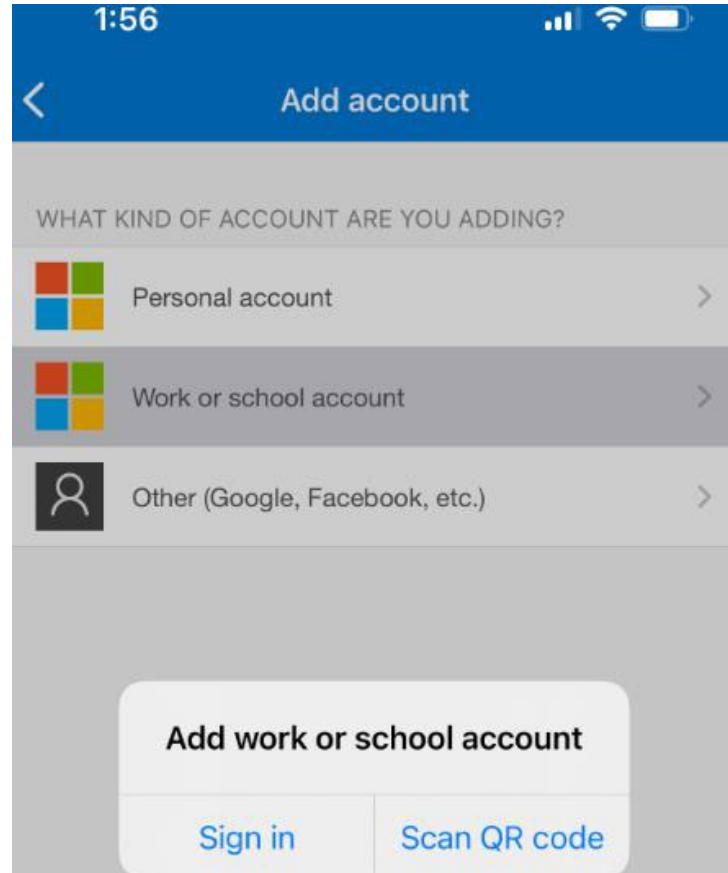 1:56
Add account
WHAT KIND OF ACCOUNT ARE YOU ADDING?
Personal account
Work or school account
Other (Google, Facebook, etc.)
Add work or school account
Sign in Scan QR code